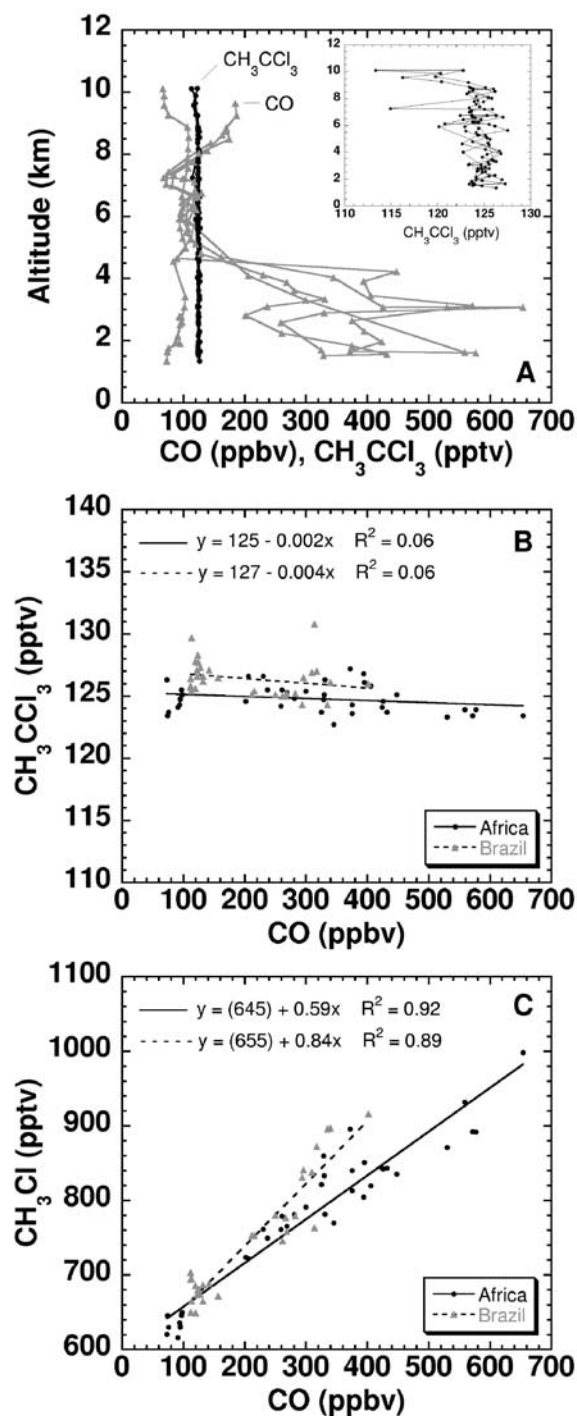 CH3CCl3
CO
10
8
6
4
2
0
Altitude (km)
12
10
8
6
4
2
110 115 120 125 130
CH3CCl3 (pptv)
A
0 100 200 300 400 500 600 700
CO (ppbv), CH3CCl3 (pptv)
140
135
130
125
120
115
110
CH3CCl3 (pptv)
y = 125 - 0.002x R2 = 0.06
y = 127 - 0.004x R2 = 0.06
B
Africa
Brazil
0 100 200 300 400 500 600 700
CO (ppbv)
1100
1000
900
800
700
600
CH3Cl (pptv)
y = (645) + 0.59x R2 = 0.92
y = (655) + 0.84x R2 = 0.89
C
Africa
Brazil
0 100 200 300 400 500 600 700
CO (ppbv)